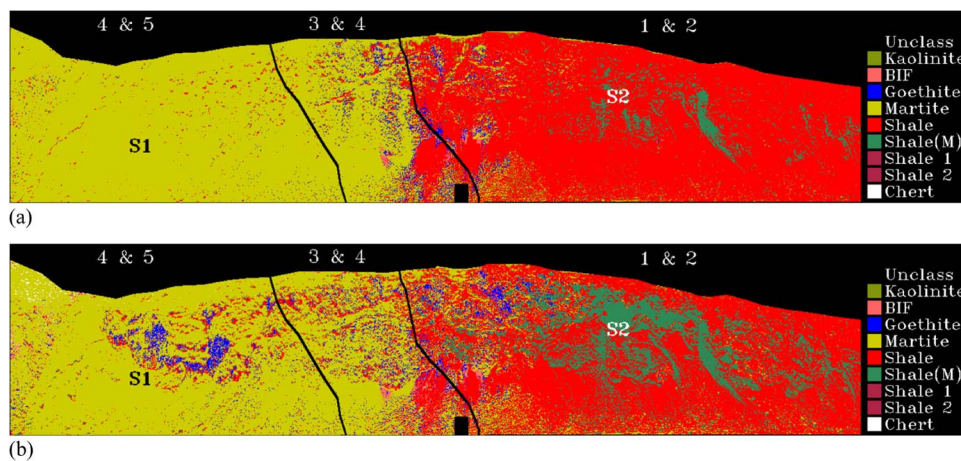 4 & 5 3 & 4 1 & 2
S1
S2
Unclass
Kaolinite
BIF
Goethite
Martite
Shale
Shale(M)
Shale 1
Shale 2
Chert
(a)
4 & 5 3 & 4 1 & 2
S1
S2
Unclass
Kaolinite
BIF
Goethite
Martite
Shale
Shale(M)
Shale 1
Shale 2
Chert
(b)